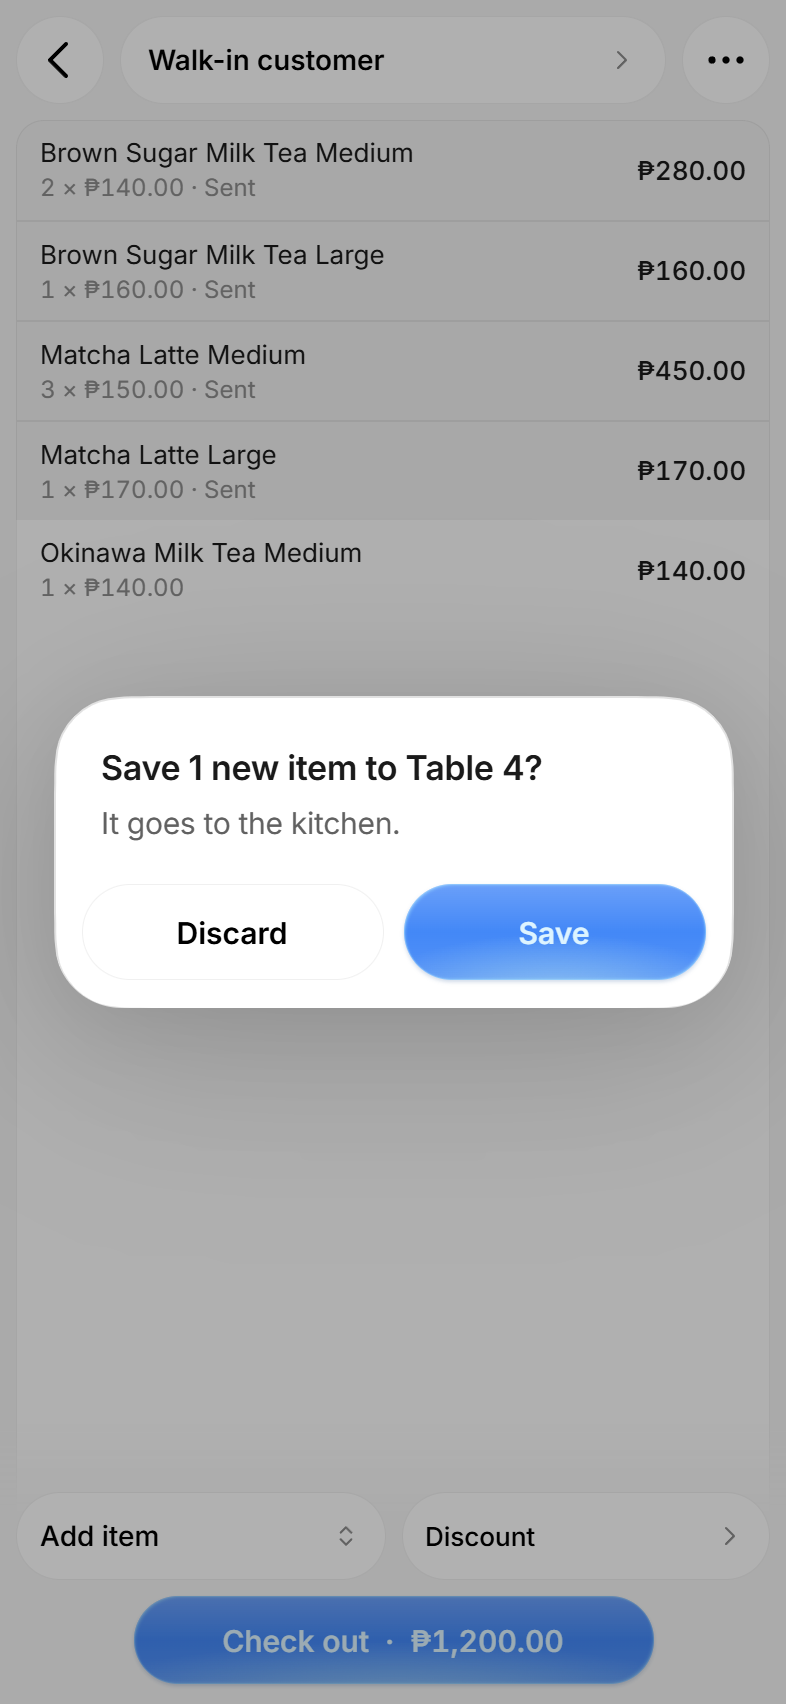 Walk-in customer
Brown Sugar Milk Tea Medium
2 × ₱140.00 · Sent
₱280.00
Brown Sugar Milk Tea Large
1 × ₱160.00 · Sent
₱160.00
Matcha Latte Medium
3 × ₱150.00 · Sent
₱450.00
Matcha Latte Large
1 × ₱170.00 · Sent
₱170.00
Okinawa Milk Tea Medium
1 × ₱140.00
₱140.00
Save 1 new item to Table 4?
It goes to the kitchen.
Discard
Save
Add item
Discount
Check out · ₱1,200.00